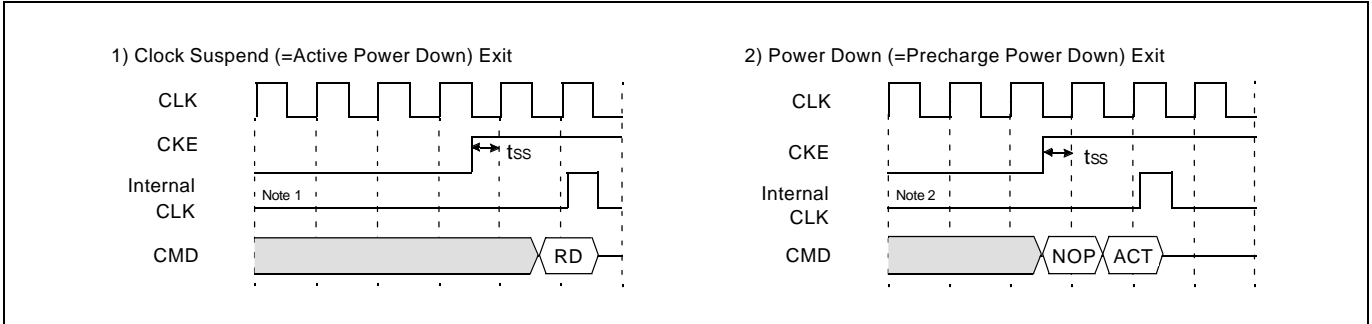 1) Clock Suspend (=Active Power Down) Exit
CLK
CKE
tSS
Internal
CLK
Note 1
CMD
RD
2) Power Down (=Precharge Power Down) Exit
CLK
CKE
tSS
Internal
CLK
Note 2
CMD
NOP
ACT